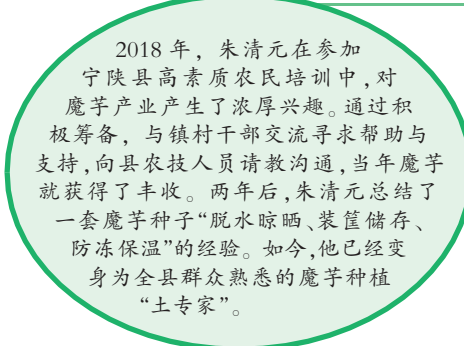 2018 年，朱清元在参加
宁陕县高素质农民培训中，对
魔芋产业产生了浓厚兴趣。通过积
极筹备，与镇村干部交流寻求帮助与
支持，向县农技人员请教沟通，当年魔芋
就获得了丰收。两年后，朱清元总结了
一套魔芋种子“脱水晾晒、装筐储存、
防冻保温”的经验。如今，他已经变
身为全县群众熟悉的魔芋种植
“土专家”。